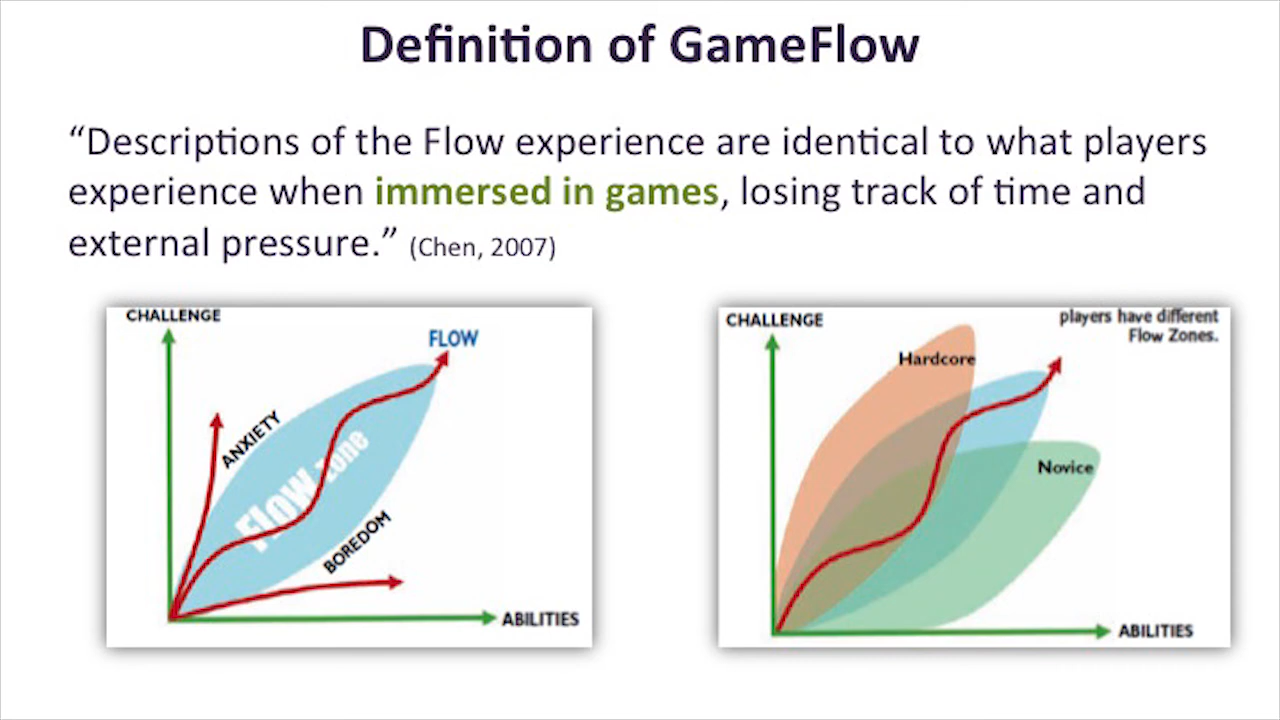 Definition of GameFlow
“Descriptions of the Flow experience are identical to what players
experience when immersed in games, losing track of time and
external pressure.” (Chen, 2007)
CHALLENGE
FLOW
ANXIETY
FLOW zone
BOREDOM
ABILITIES
CHALLENGE
players have different
Flow Zones.
Hardcore
Novice
ABILITIES